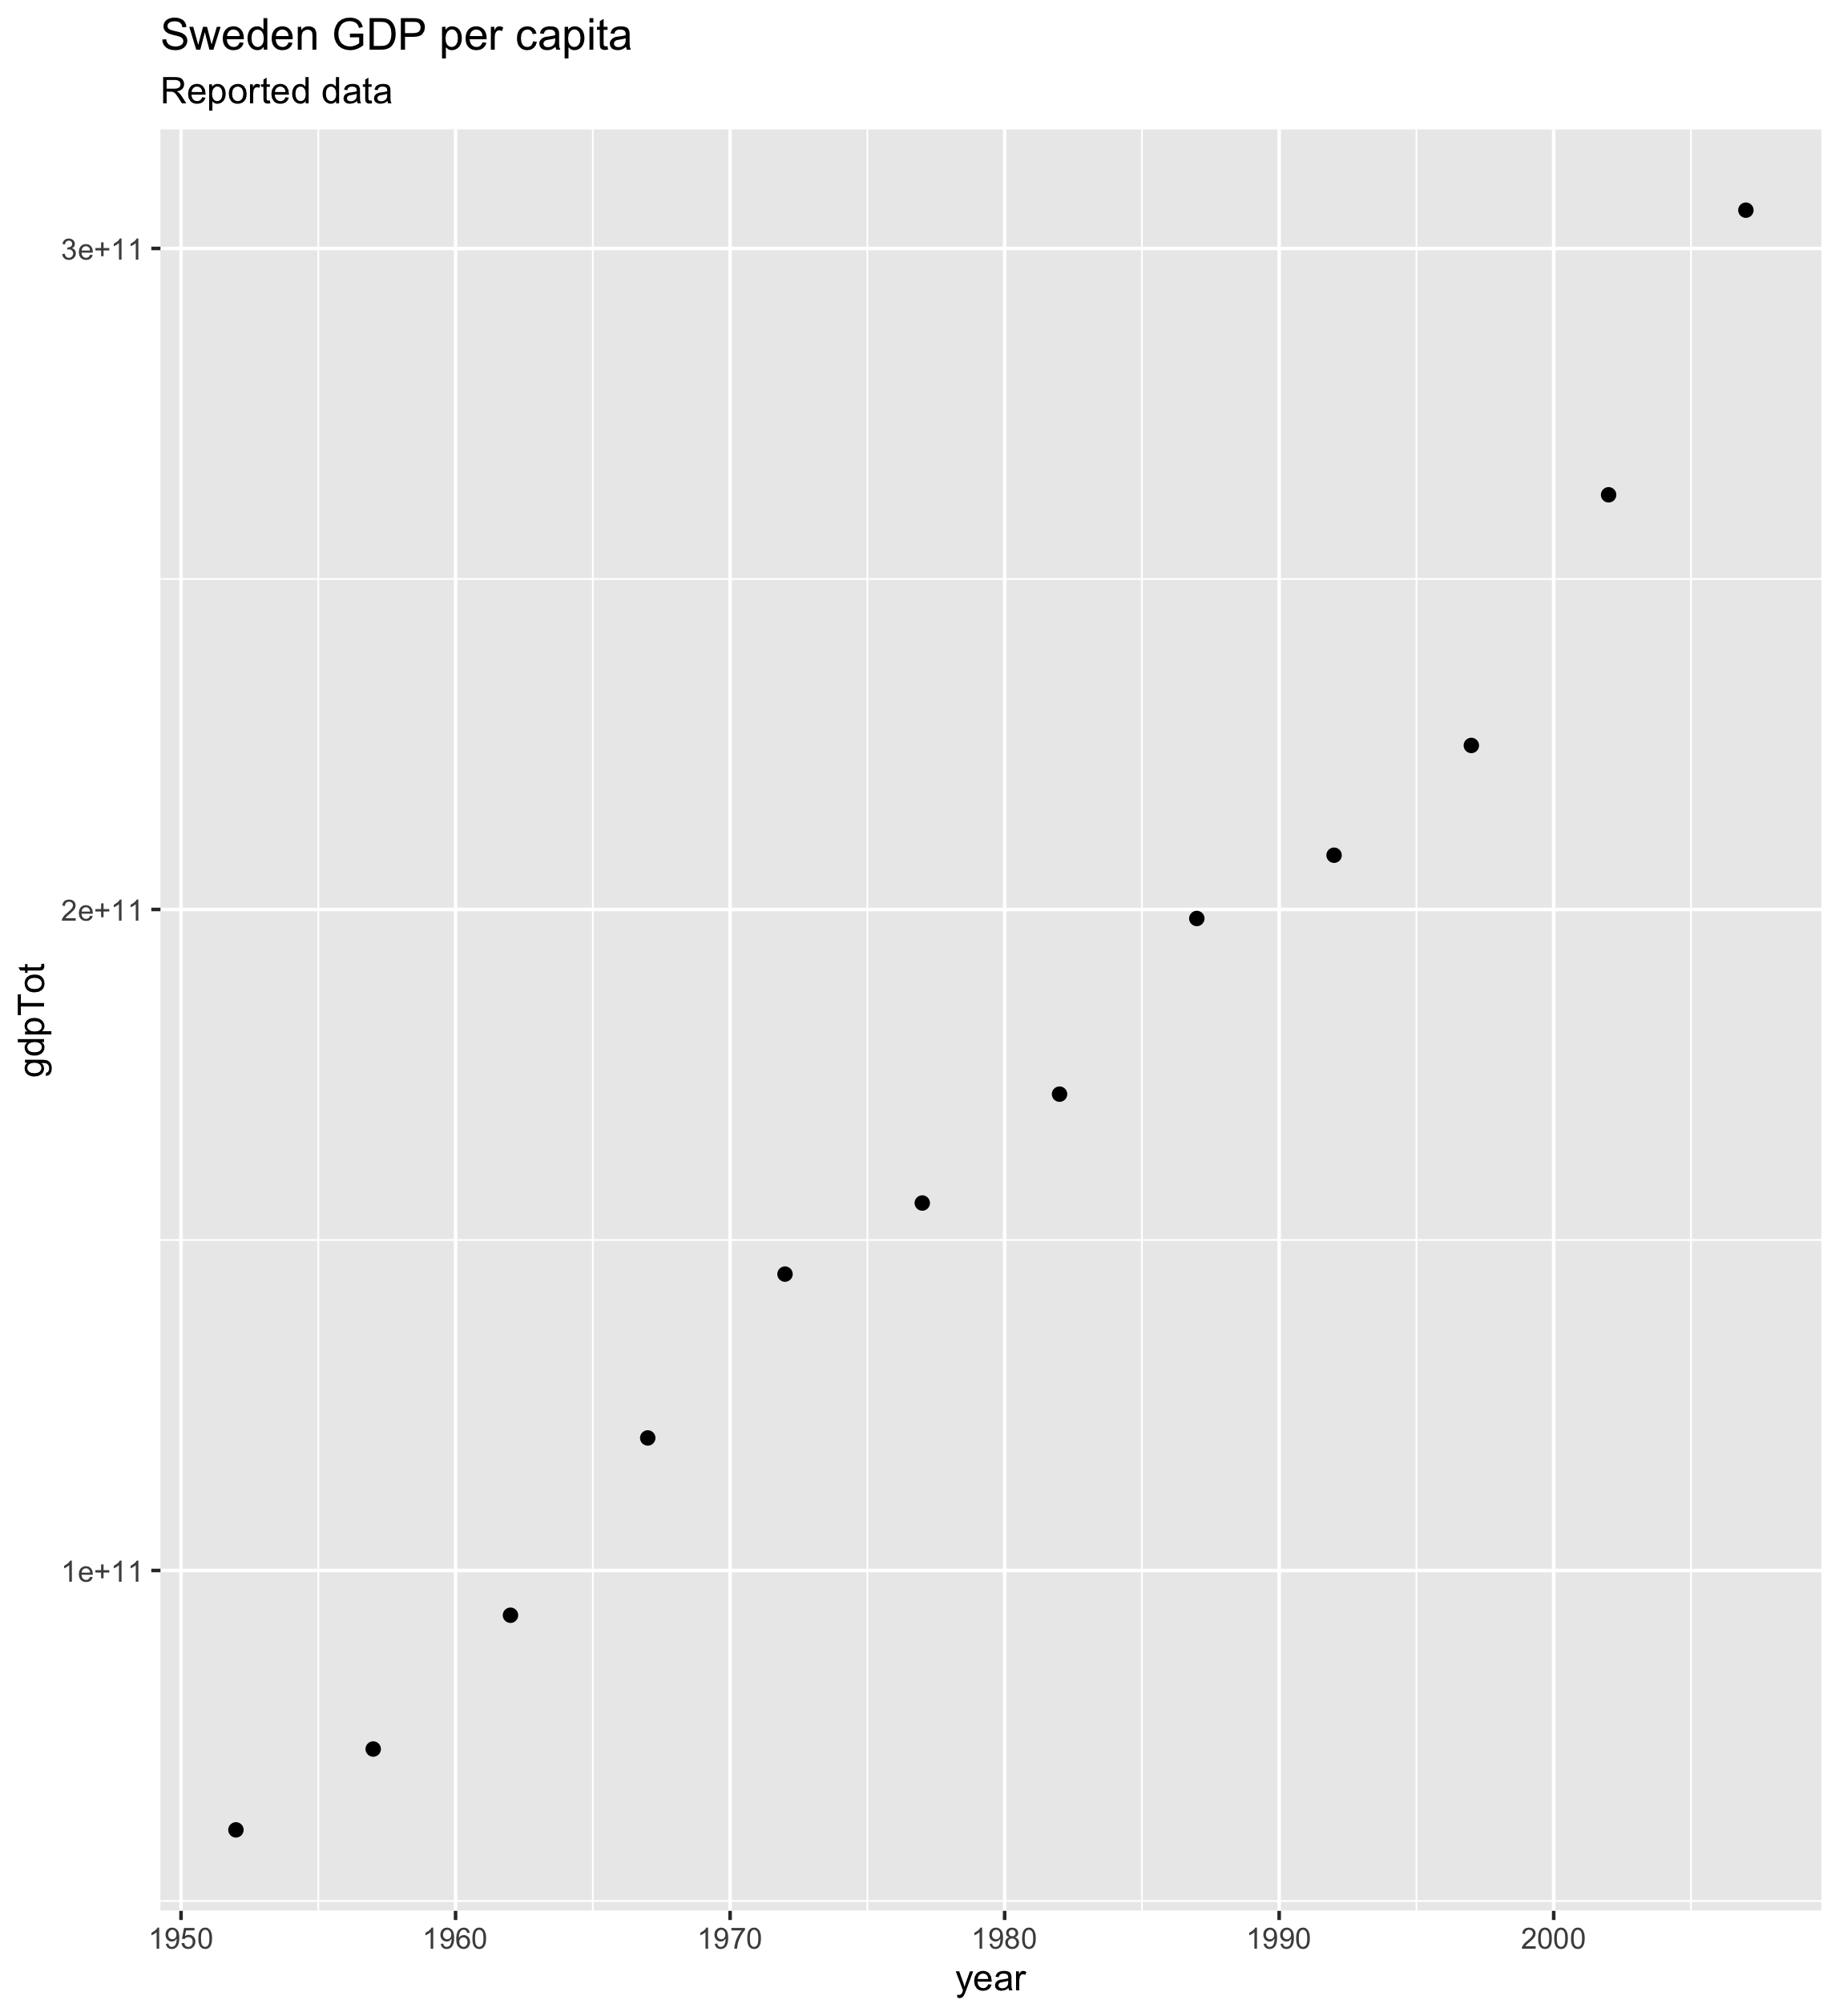 Sweden GDP per capita
Reported data
3e+11
2e+11
1e+11
gdpTot
1950 1960 1970 1980 1990 2000
year